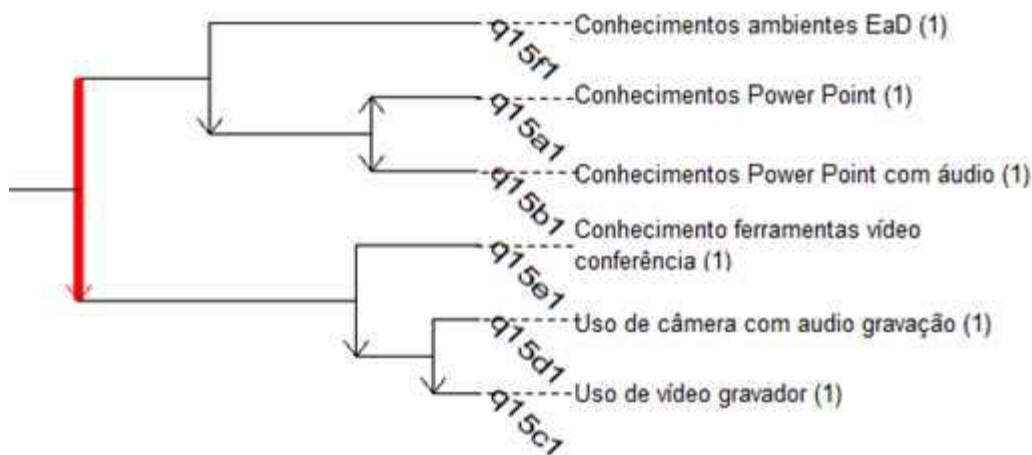 q15f1 Conhecimentos ambientes EaD (1)
q15a1 Conhecimentos Power Point (1)
q15b1 Conhecimentos Power Point com áudio (1)
q15e1 Conhecimento ferramentas vídeo
conferência (1)
q15d1 Uso de câmera com audio gravação (1)
q15c1 Uso de vídeo gravador (1)